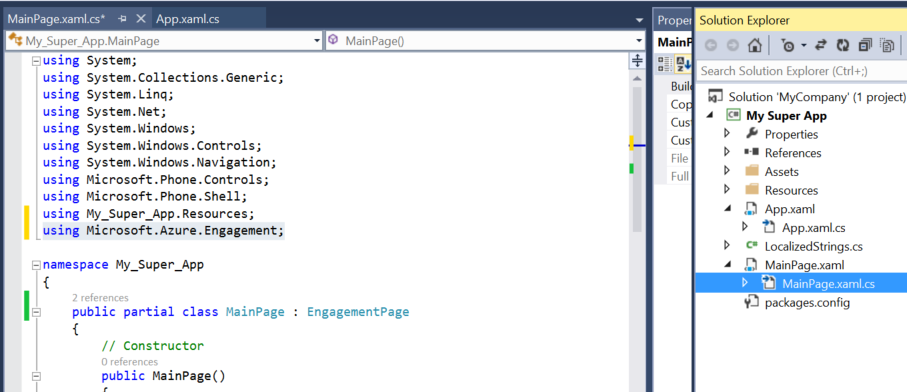 MainPage.xaml.cs* App.xaml.cs
My_Super_App.MainPage MainPage()
using System;
using System.Collections.Generic;
using System.Linq;
using System.Net;
using System.Windows;
using System.Windows.Controls;
using System.Windows.Navigation;
using Microsoft.Phone.Controls;
using Microsoft.Phone.Shell;
using My_Super_App.Resources;
using Microsoft.Azure.Engagement;
namespace My_Super_App
{
2 references
public partial class MainPage : EngagementPage
{
// Constructor
0 references
public MainPage()
Proper
MainP
Buil
Cop
Cus
Cus
File
Full
Solution Explorer
Search Solution Explorer (Ctrl+;)
Solution 'MyCompany' (1 project)
My Super App
Properties
References
Assets
Resources
App.xaml
App.xaml.cs
C# LocalizedStrings.cs
MainPage.xaml
MainPage.xaml.cs
packages.config